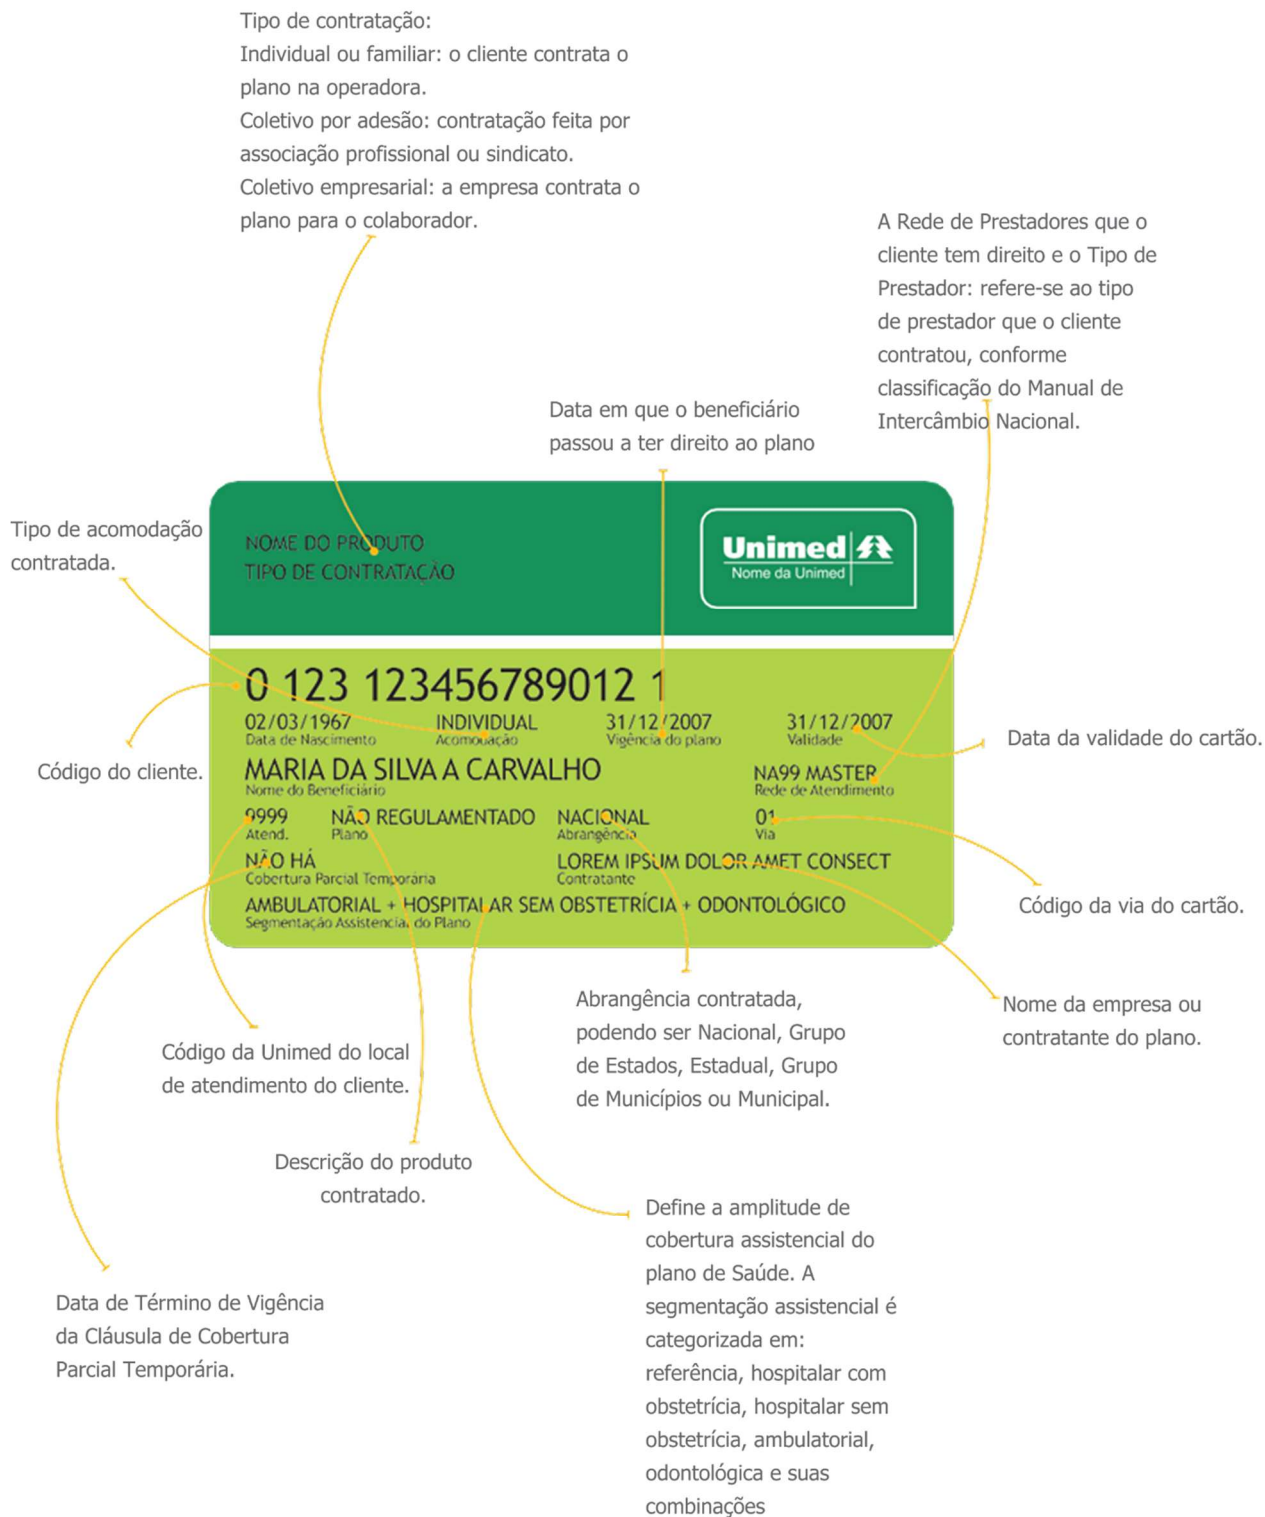 Tipo de contratação:
Individual ou familiar: o cliente contrata o
plano na operadora.
Coletivo por adesão: contratação feita por
associação profissional ou sindicato.
Coletivo empresarial: a empresa contrata o
plano para o colaborador.
A Rede de Prestadores que o
cliente tem direito e o Tipo de
Prestador: refere-se ao tipo
de prestador que o cliente
contratou, conforme
classificação do Manual de
Intercâmbio Nacional.
Data em que o beneficiário
passou a ter direito ao plano
Tipo de acomodação
contratada.
NOME DO PRODUTO
TIPO DE CONTRATAÇÃO
Unimed
Nome da Unimed
0 123 123456789012 1
02/03/1967 INDIVIDUAL 31/12/2007 31/12/2007
Data de Nascimento Acomodação Vigência do plano Validade
Data da validade do cartão.
Código do cliente.
MARIA DA SILVA A CARVALHO NA99 MASTER
Nome do Beneficiário Rede de Atendimento
9999 NÃO REGULAMENTADO NACIONAL 01
Atend. Plano Abrangência Via
NÃO HÁ LOREM IPSUM DOLOR AMET CONSECT
Cobertura Parcial Temporária Contratante
AMBULATORIAL + HOSPITALAR SEM OBSTETRÍCIA + ODONTOLÓGICO
Segmentação Assistencial do Plano
Código da via do cartão.
Abrangência contratada,
podendo ser Nacional, Grupo
de Estados, Estadual, Grupo
de Municípios ou Municipal.
Nome da empresa ou
contratante do plano.
Código da Unimed do local
de atendimento do cliente.
Descrição do produto
contratado.
Define a amplitude de
cobertura assistencial do
plano de Saúde. A
segmentação assistencial é
categorizada em:
referência, hospitalar com
obstetrícia, hospitalar sem
obstetrícia, ambulatorial,
odontológica e suas
combinações
Data de Término de Vigência
da Cláusula de Cobertura
Parcial Temporária.